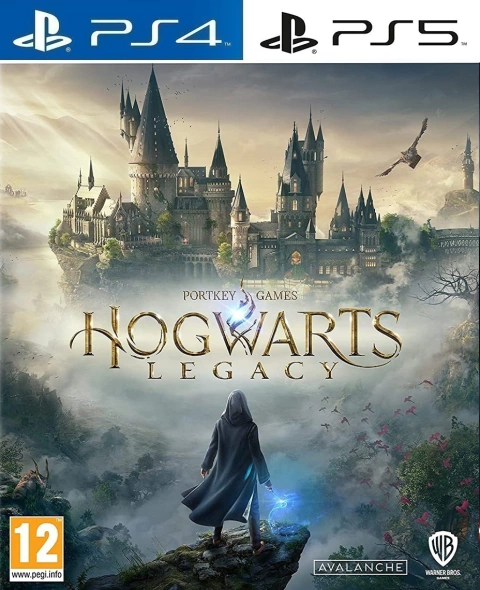 PS4
PS5
PORTKEY GAMES
HOGWARTS
LEGACY
12
www.pegi.info
AVALANCHE
WB
WARNER BROS.
GAMES